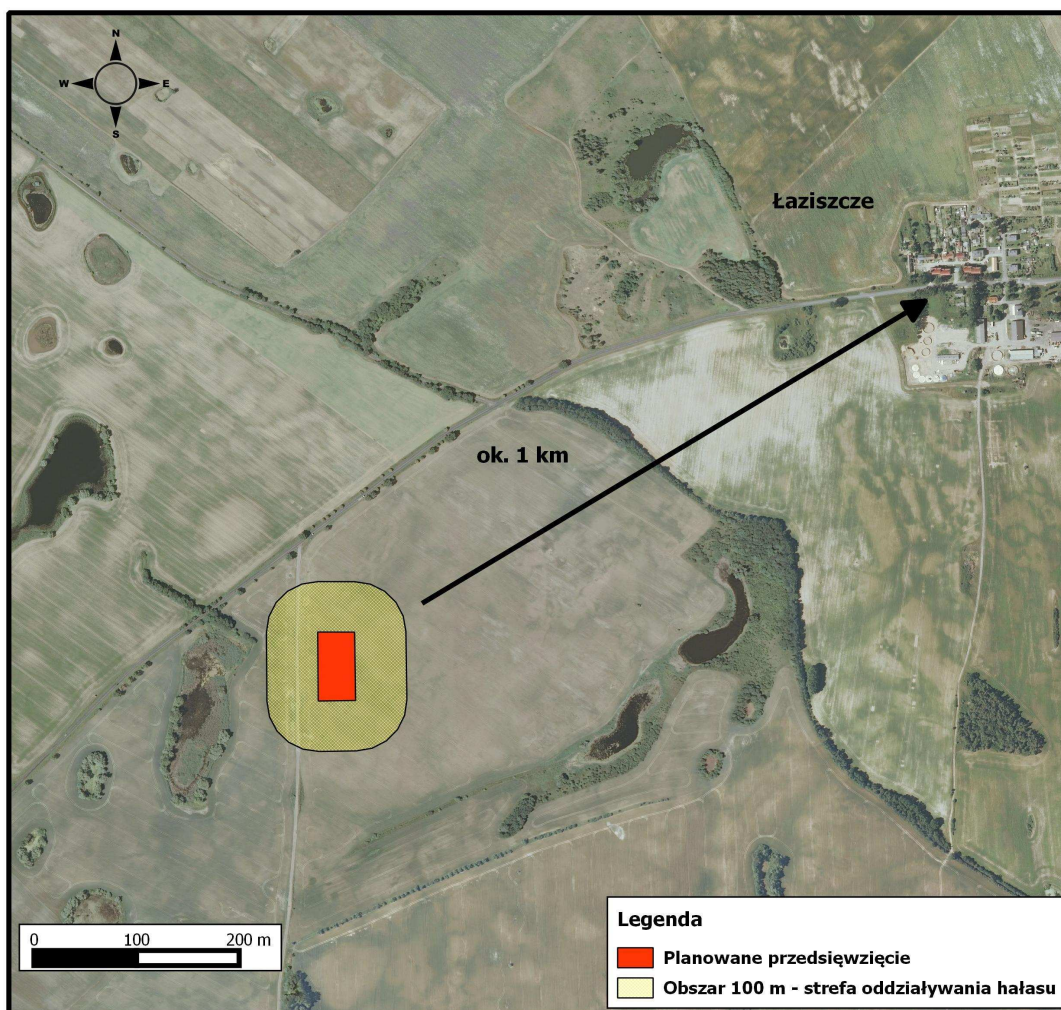 N
W E
S
Łaziszcze
ok. 1 km
0 100 200 m
Legenda
Planowane przedsięwzięcie
Obszar 100 m - strefa oddziaływania hałasu